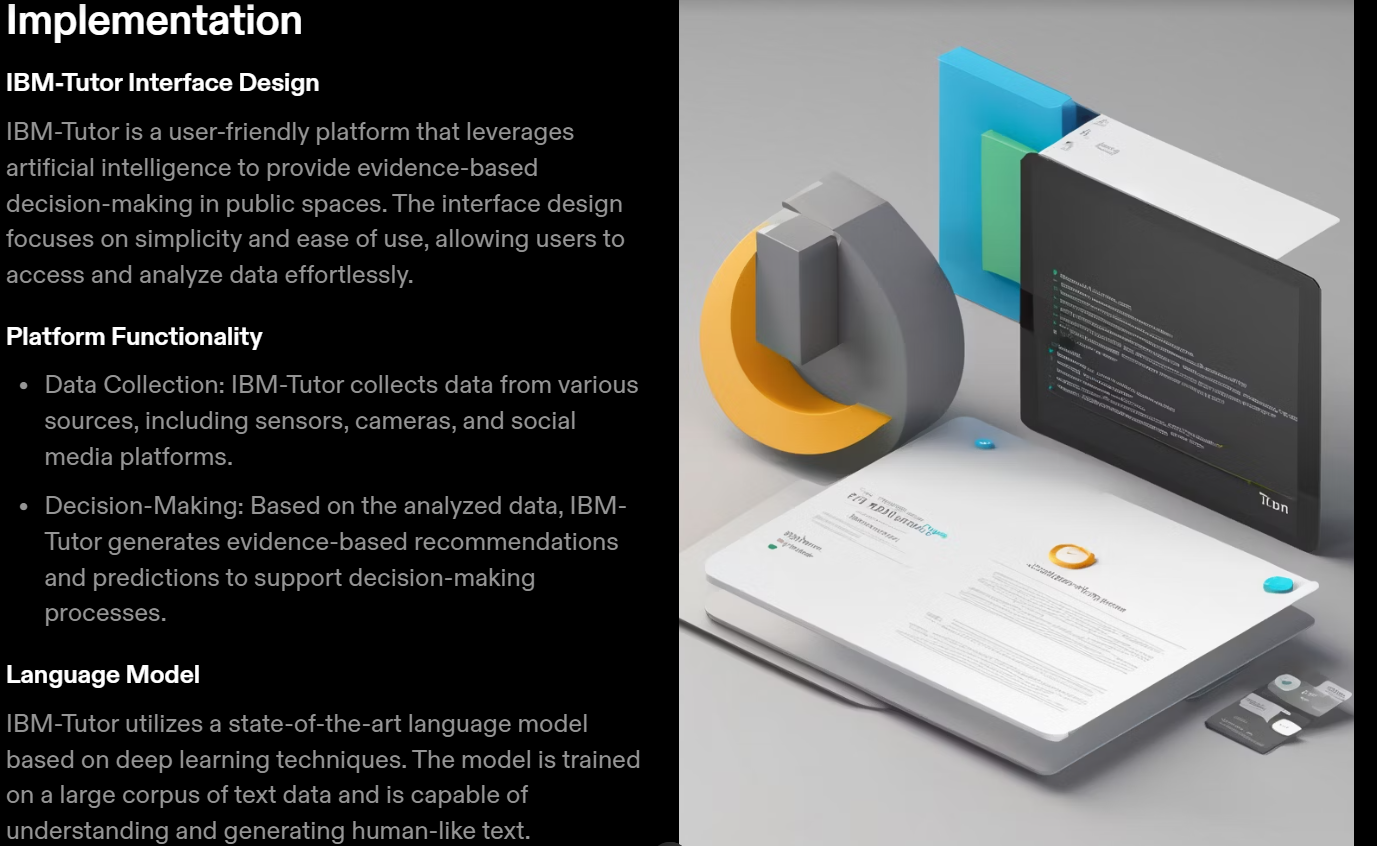 Implementation
IBM-Tutor Interface Design
IBM-Tutor is a user-friendly platform that leverages
artificial intelligence to provide evidence-based
decision-making in public spaces. The interface design
focuses on simplicity and ease of use, allowing users to
access and analyze data effortlessly.
Platform Functionality
• Data Collection: IBM-Tutor collects data from various
sources, including sensors, cameras, and social
media platforms.
• Decision-Making: Based on the analyzed data, IBM-
Tutor generates evidence-based recommendations
and predictions to support decision-making
processes.
Language Model
IBM-Tutor utilizes a state-of-the-art language model
based on deep learning techniques. The model is trained
on a large corpus of text data and is capable of
understanding and generating human-like text.